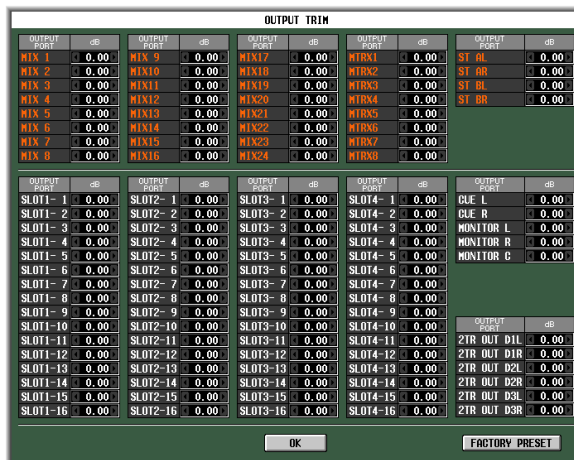 OUTPUT TRIM
OUTPUT PORT dB OUTPUT PORT dB OUTPUT PORT dB OUTPUT PORT dB OUTPUT PORT dB
MIX 1 0.00 MIX 9 0.00 MIX17 0.00 MTRX1 0.00 ST AL 0.00
MIX 2 0.00 MIX10 0.00 MIX18 0.00 MTRX2 0.00 ST AR 0.00
MIX 3 0.00 MIX11 0.00 MIX19 0.00 MTRX3 0.00 ST BL 0.00
MIX 4 0.00 MIX12 0.00 MIX20 0.00 MTRX4 0.00 ST BR 0.00
MIX 5 0.00 MIX13 0.00 MIX21 0.00 MTRX5 0.00
MIX 6 0.00 MIX14 0.00 MIX22 0.00 MTRX6 0.00
MIX 7 0.00 MIX15 0.00 MIX23 0.00 MTRX7 0.00
MIX 8 0.00 MIX16 0.00 MIX24 0.00 MTRX8 0.00
OUTPUT PORT dB OUTPUT PORT dB OUTPUT PORT dB OUTPUT PORT dB OUTPUT PORT dB
SLOT1- 1 0.00 SLOT2- 1 0.00 SLOT3- 1 0.00 SLOT4- 1 0.00 CUE L 0.00
SLOT1- 2 0.00 SLOT2- 2 0.00 SLOT3- 2 0.00 SLOT4- 2 0.00 CUE R 0.00
SLOT1- 3 0.00 SLOT2- 3 0.00 SLOT3- 3 0.00 SLOT4- 3 0.00 MONITOR L 0.00
SLOT1- 4 0.00 SLOT2- 4 0.00 SLOT3- 4 0.00 SLOT4- 4 0.00 MONITOR R 0.00
SLOT1- 5 0.00 SLOT2- 5 0.00 SLOT3- 5 0.00 SLOT4- 5 0.00 MONITOR C 0.00
SLOT1- 6 0.00 SLOT2- 6 0.00 SLOT3- 6 0.00 SLOT4- 6 0.00
SLOT1- 7 0.00 SLOT2- 7 0.00 SLOT3- 7 0.00 SLOT4- 7 0.00
SLOT1- 8 0.00 SLOT2- 8 0.00 SLOT3- 8 0.00 SLOT4- 8 0.00
SLOT1- 9 0.00 SLOT2- 9 0.00 SLOT3- 9 0.00 SLOT4- 9 0.00
SLOT1-10 0.00 SLOT2-10 0.00 SLOT3-10 0.00 SLOT4-10 0.00 OUTPUT PORT dB
SLOT1-11 0.00 SLOT2-11 0.00 SLOT3-11 0.00 SLOT4-11 0.00 2TR OUT D1L 0.00
SLOT1-12 0.00 SLOT2-12 0.00 SLOT3-12 0.00 SLOT4-12 0.00 2TR OUT D1R 0.00
SLOT1-13 0.00 SLOT2-13 0.00 SLOT3-13 0.00 SLOT4-13 0.00 2TR OUT D2L 0.00
SLOT1-14 0.00 SLOT2-14 0.00 SLOT3-14 0.00 SLOT4-14 0.00 2TR OUT D2R 0.00
SLOT1-15 0.00 SLOT2-15 0.00 SLOT3-15 0.00 SLOT4-15 0.00 2TR OUT D3L 0.00
SLOT1-16 0.00 SLOT2-16 0.00 SLOT3-16 0.00 SLOT4-16 0.00 2TR OUT D3R 0.00
OK FACTORY PRESET